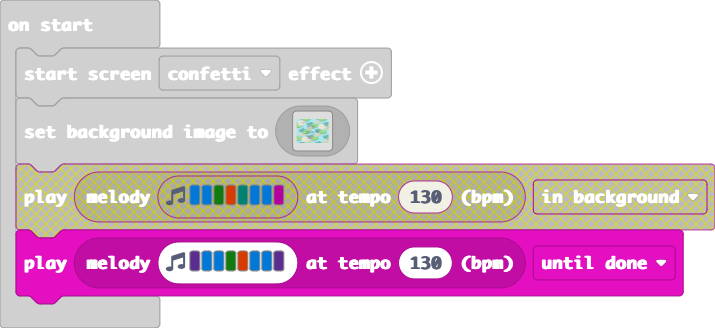 on start
start screen confetti effect
set background image to
play melody at tempo 130 (bpm) in background
play melody at tempo 130 (bpm) until done